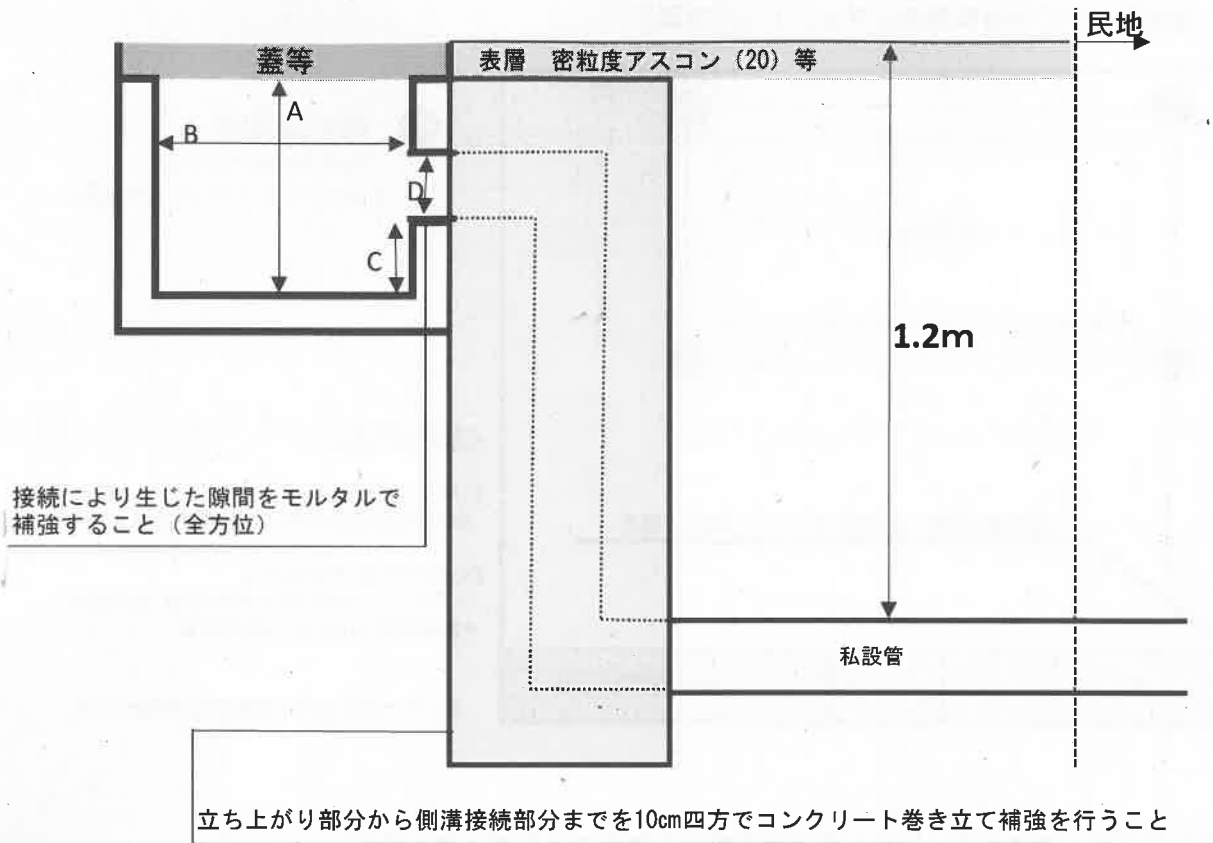 民地
蓋等
表層 密粒度アスコン（20）等
A
B
D
C
1.2m
接続により生じた隙間をモルタルで
補強すること（全方位）
私設管
立ち上がり部分から側溝接続部分までを10cm四方でコンクリート巻き立て補強を行うこと